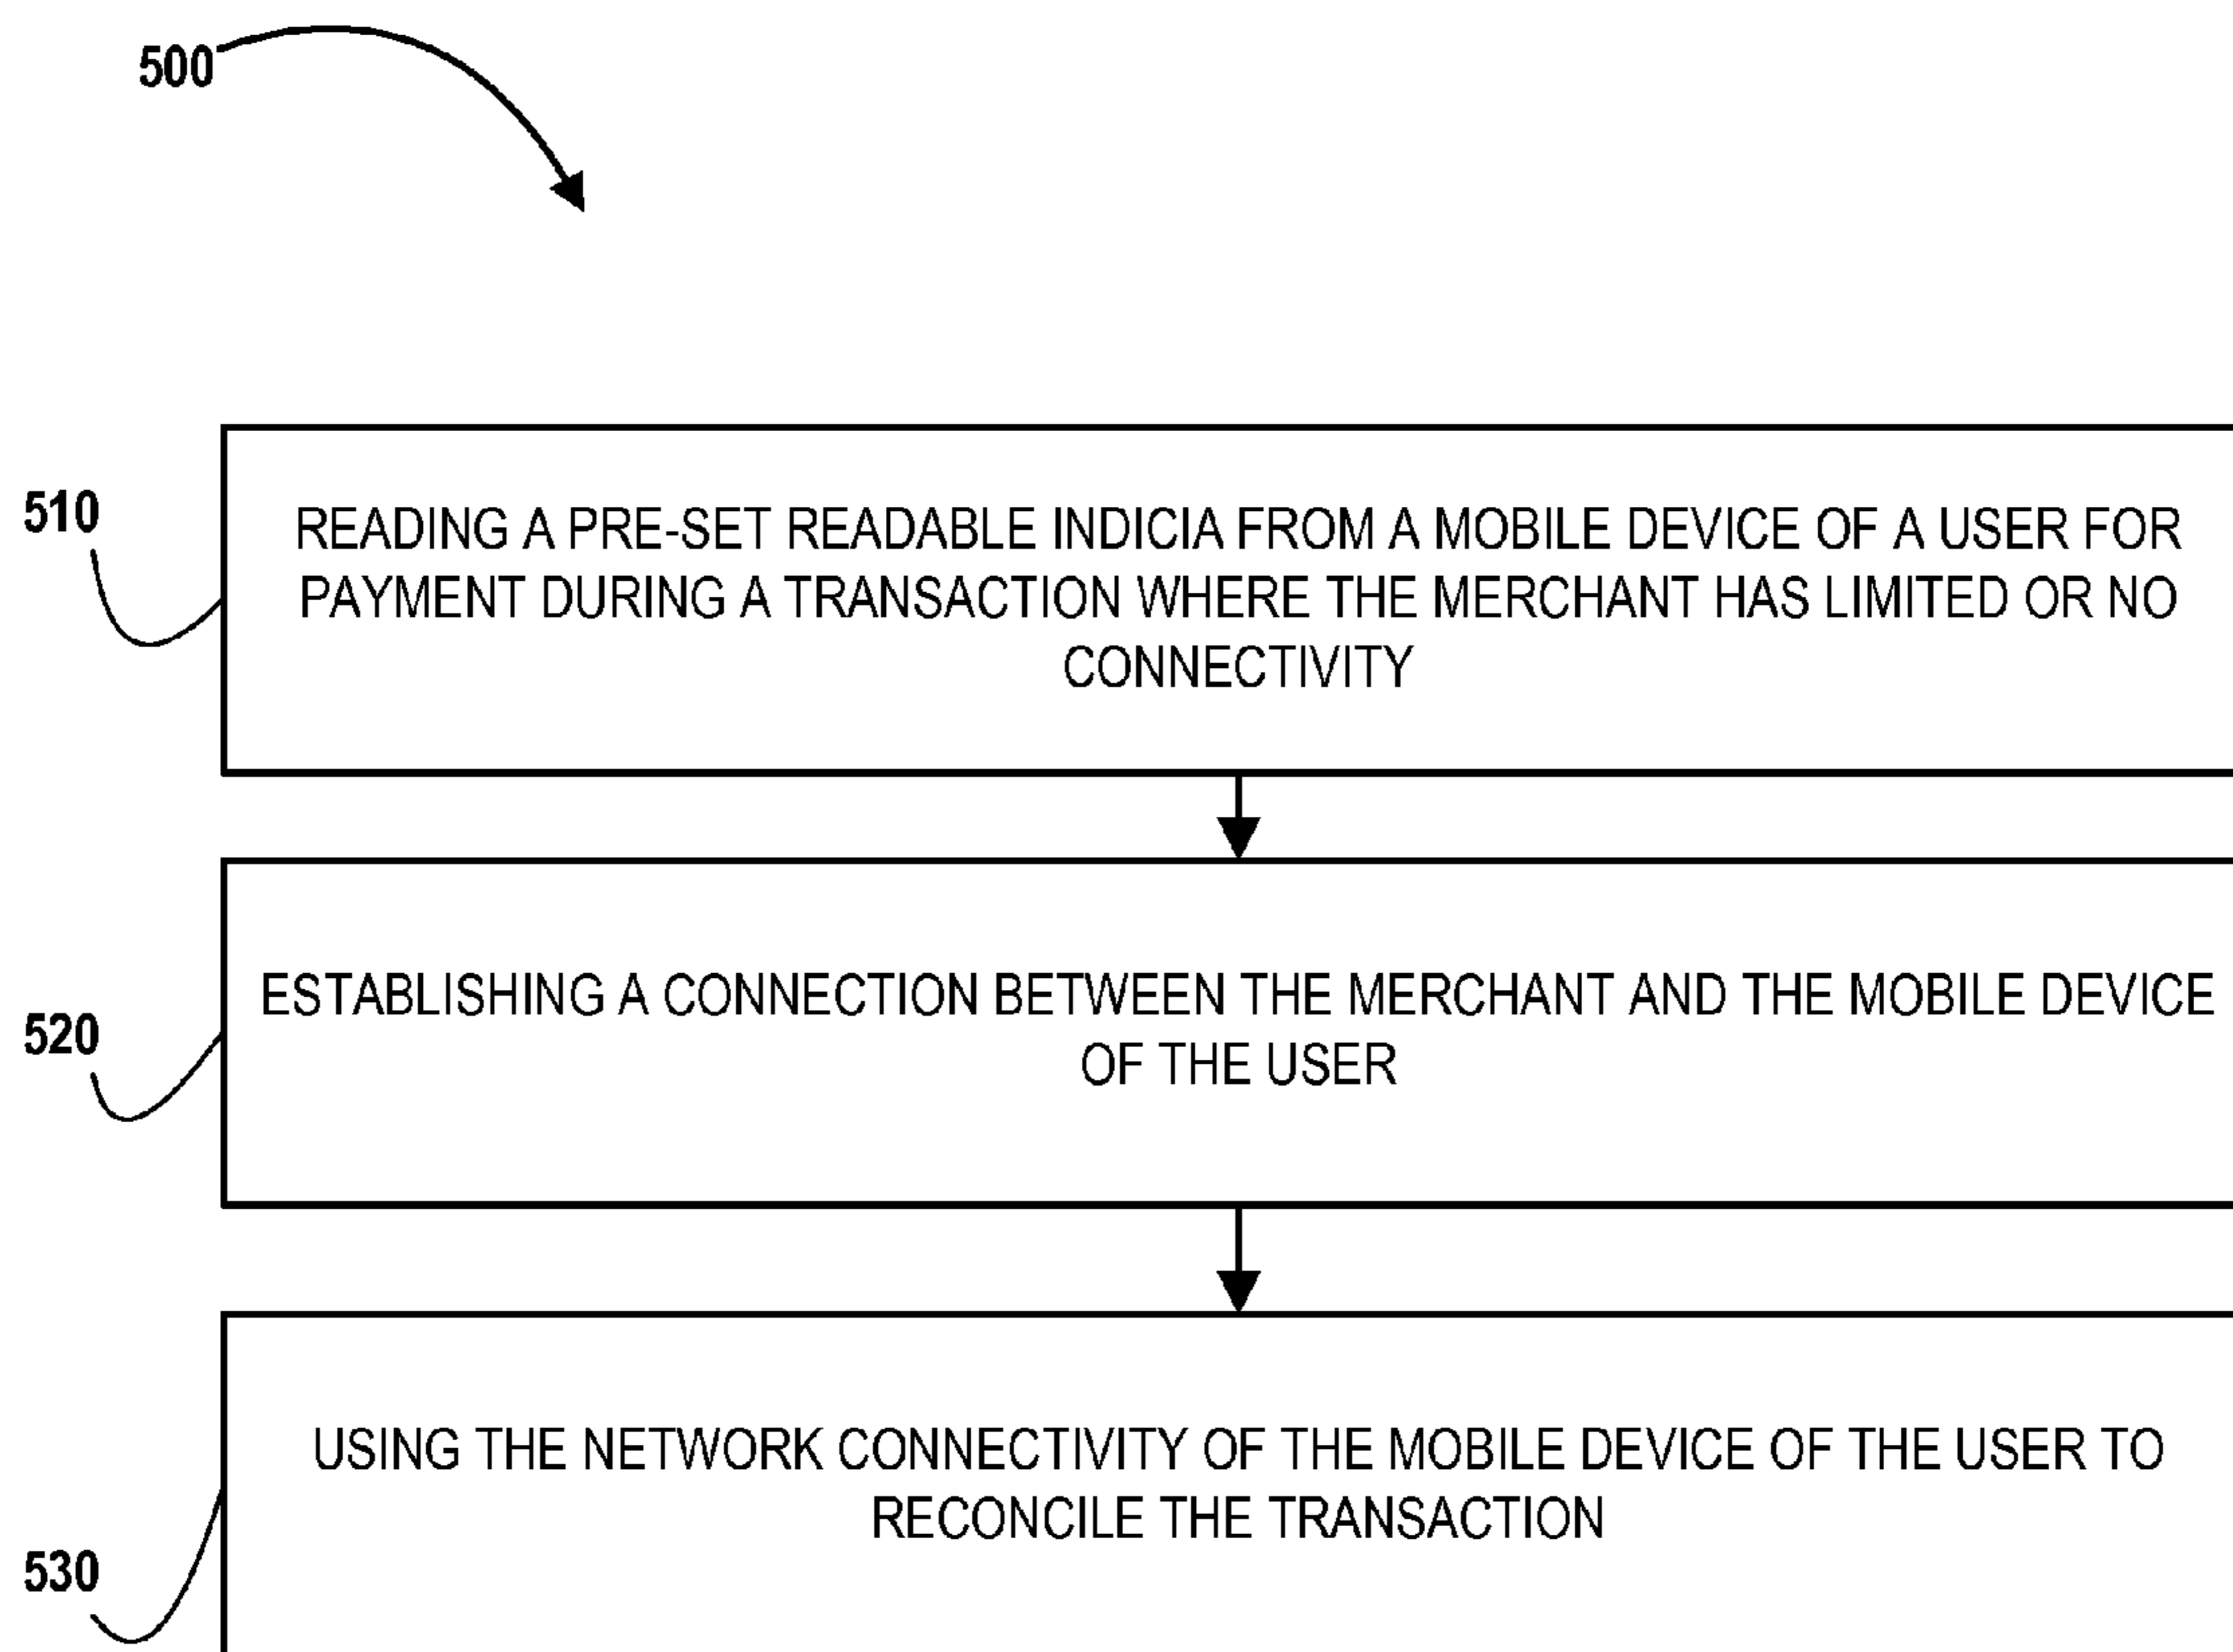 500
510
READING A PRE-SET READABLE INDICIA FROM A MOBILE DEVICE OF A USER FOR
PAYMENT DURING A TRANSACTION WHERE THE MERCHANT HAS LIMITED OR NO
CONNECTIVITY
520
ESTABLISHING A CONNECTION BETWEEN THE MERCHANT AND THE MOBILE DEVICE
OF THE USER
530
USING THE NETWORK CONNECTIVITY OF THE MOBILE DEVICE OF THE USER TO
RECONCILE THE TRANSACTION